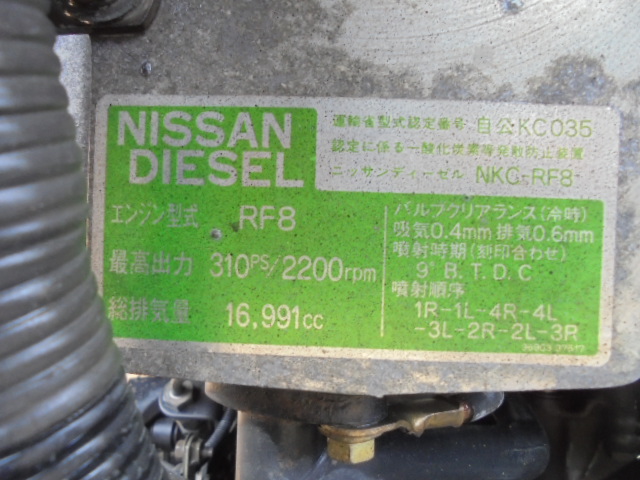 NISSAN
DIESEL
運輸省型式認定番号 自公KC035
認定に係る一酸化炭素等発散防止装置
ニッサンディーゼル NKC-RF8
エンジン型式 RF8
最高出力 310PS/2200rpm
総排気量 16,991cc
バルブクリアランス(冷時)
吸気0.4mm排気0.6mm
噴射時期(刻印合わせ)
9° B.T.D.C
噴射順序
1R-1L-4R-4L
-3L-2R-2L-3R